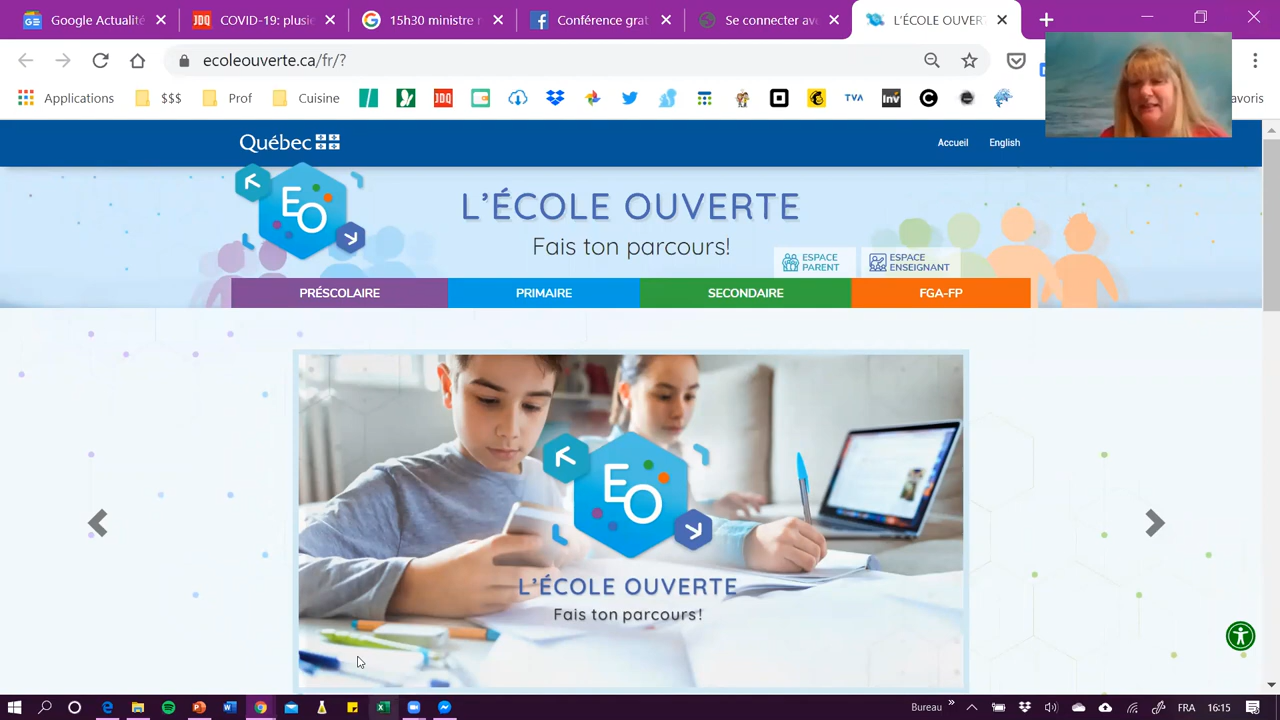 Google Actualité
COVID-19: plusie
15h30 ministre r
Conférence grat
Se connecter ave
L'ÉCOLE OUVERT
ecoleouverte.ca/fr/?
Applications
$$$
Prof
Cuisine
JDQ
TVA
Inv
avoris
Québec
Accueil
English
EO
L'ÉCOLE OUVERTE
Fais ton parcours!
ESPACE
PARENT
ESPACE
ENSEIGNANT
PRÉSCOLAIRE
PRIMAIRE
SECONDAIRE
FGA-FP
EO
L'ÉCOLE OUVERTE
Fais ton parcours!
Bureau
FRA
16:15